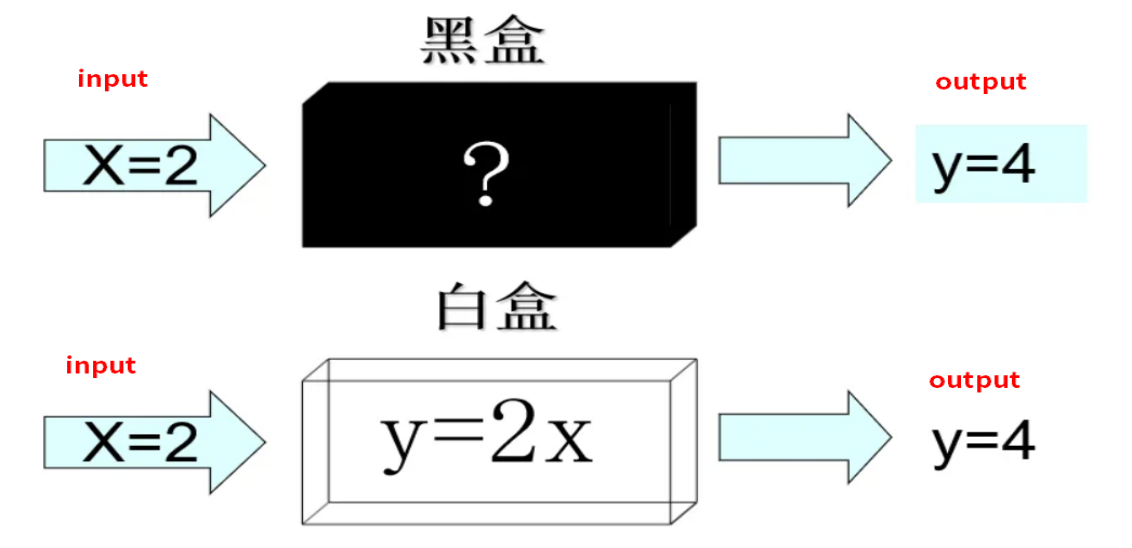 黑盒
input
output
X=2
?
y=4
白盒
input
output
X=2
y=2x
y=4